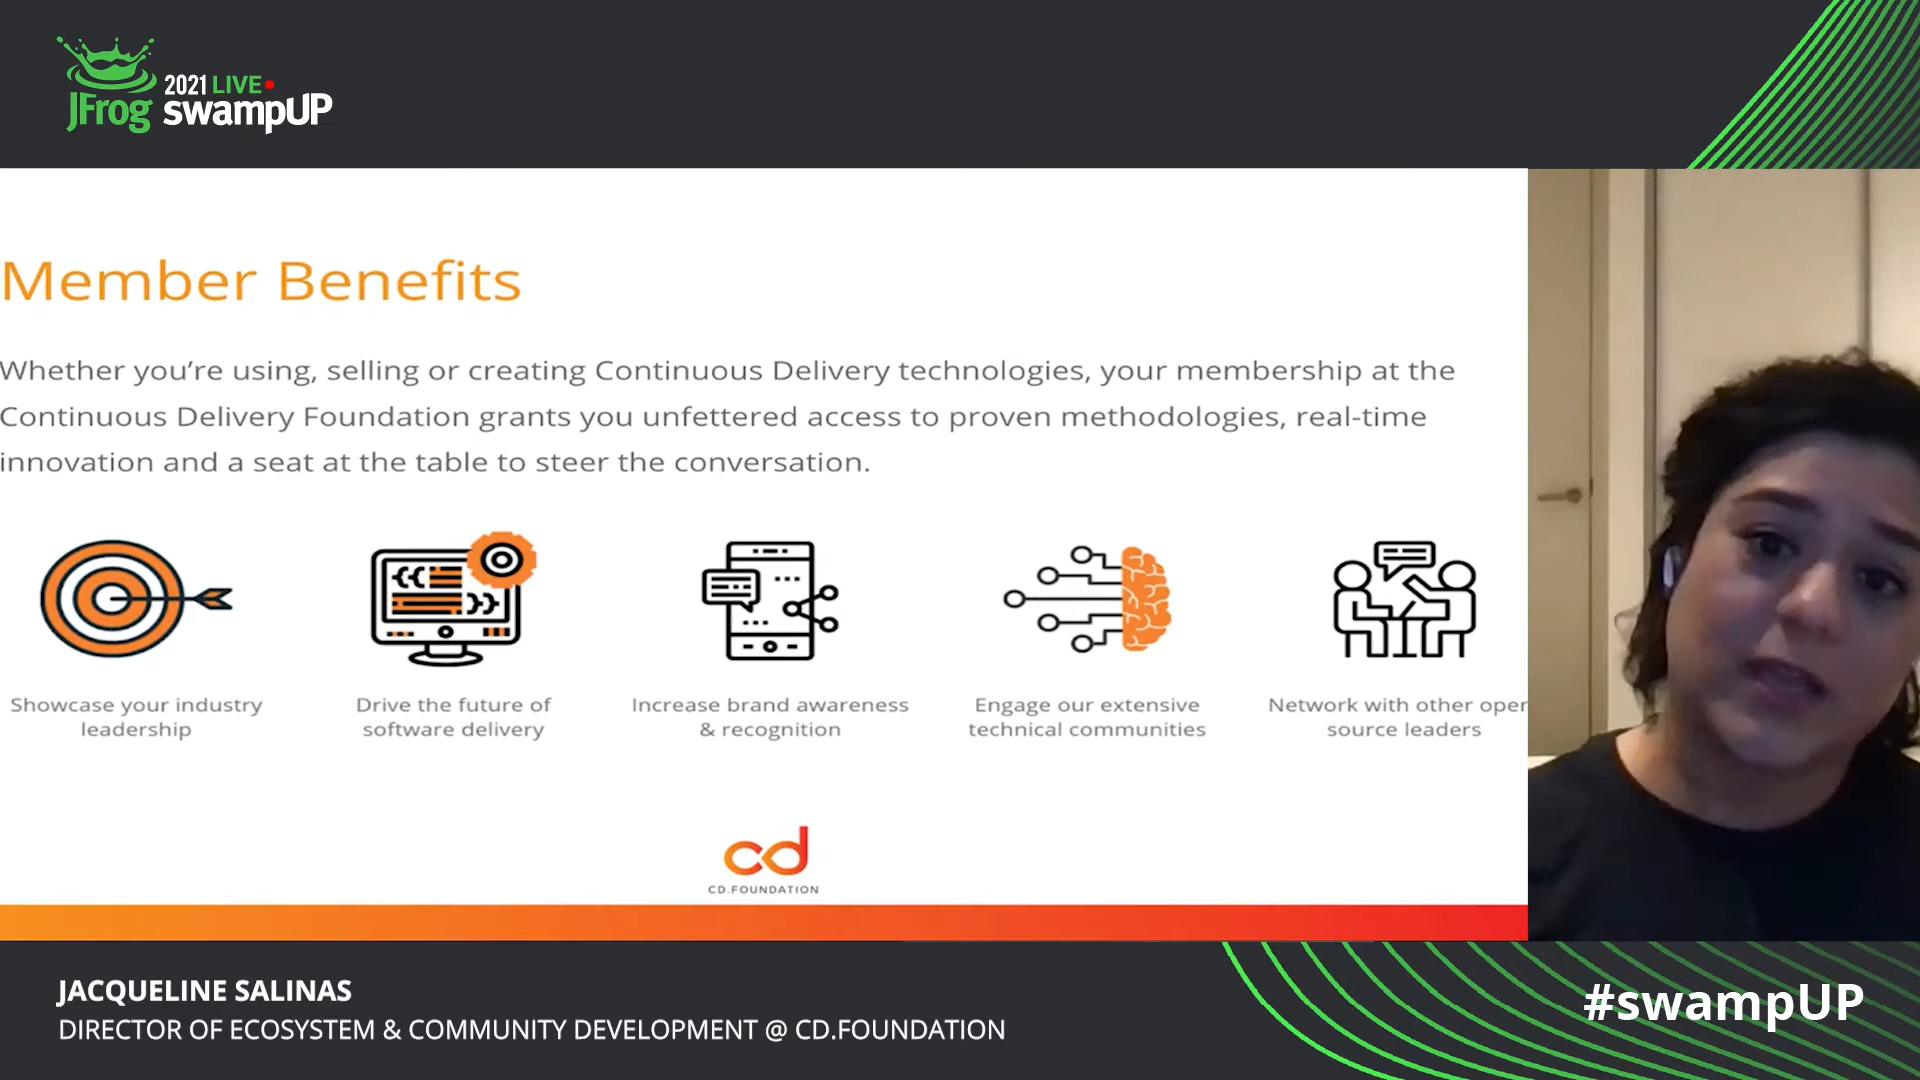 2021 LIVE
JFrog swampUP
Member Benefits
Whether you're using, selling or creating Continuous Delivery technologies, your membership at the
Continuous Delivery Foundation grants you unfettered access to proven methodologies, real-time
innovation and a seat at the table to steer the conversation.
Showcase your industry
leadership
Drive the future of
software delivery
Increase brand awareness
& recognition
Engage our extensive
technical communities
Network with other oper
source leaders
cd
CD.FOUNDATION
JACQUELINE SALINAS
DIRECTOR OF ECOSYSTEM & COMMUNITY DEVELOPMENT @ CD.FOUNDATION
#swampUP